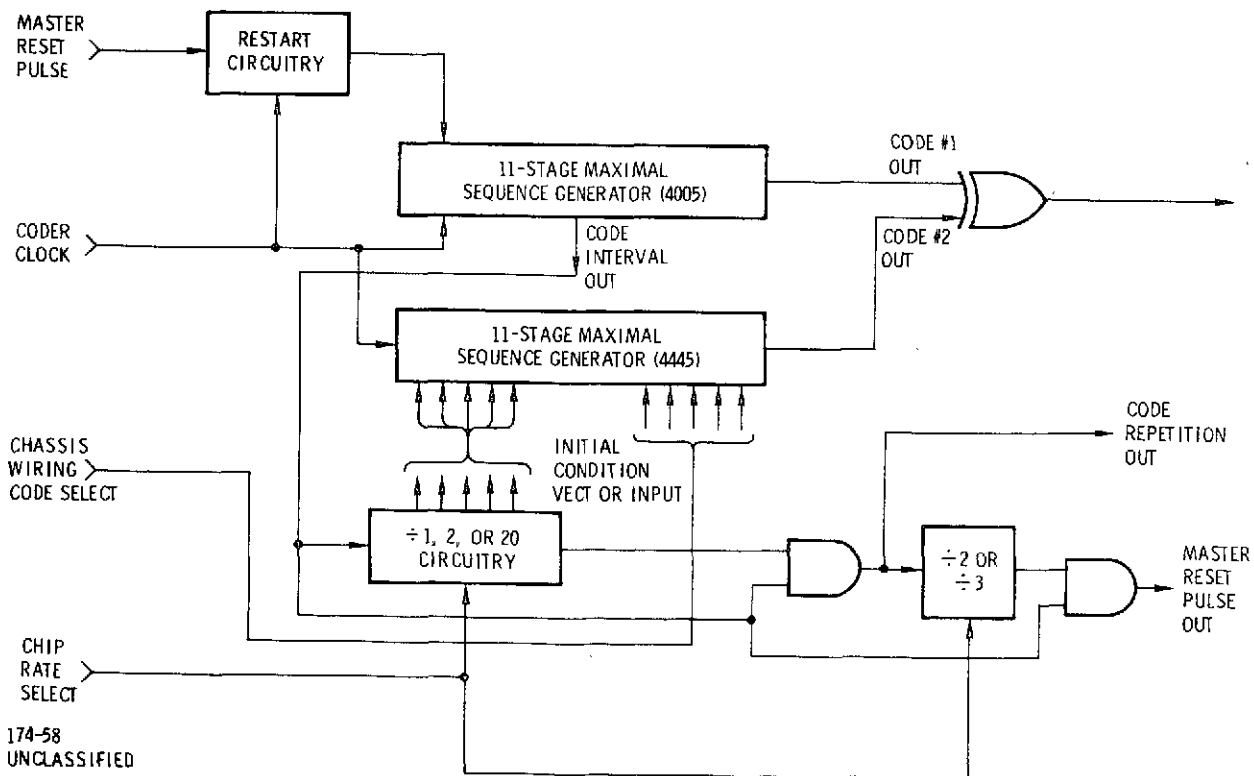 MASTER
RESET
PULSE
RESTART
CIRCUITRY
11-STAGE MAXIMAL
SEQUENCE GENERATOR (4005)
CODE #1
OUT
CODER
CLOCK
CODE
INTERVAL
OUT
CODE #2
OUT
11-STAGE MAXIMAL
SEQUENCE GENERATOR (4445)
CHASSIS
WIRING
CODE SELECT
INITIAL
CONDITION
VECT OR INPUT
CODE
REPETITION
OUT
÷1, 2, OR 20
CIRCUITRY
÷2 OR
÷3
MASTER
RESET
PULSE
OUT
CHIP
RATE
SELECT
174-58
UNCLASSIFIED